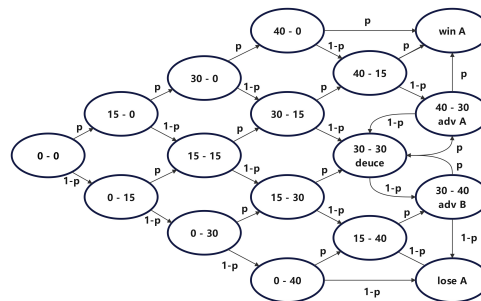 40 - 0
p
win A
p
1-p
p
30 - 0
40 - 15
p
1-p
p
1-p
p
15 - 0
30 - 15
40 - 30
adv A
p
1-p
p
1-p
1-p
0 - 0
15 - 15
30 - 30
deuce
p
p
1-p
p
1-p
p
1-p
0 - 15
15 - 30
30 - 40
adv B
1-p
p
1-p
p
0 - 30
15 - 40
1-p
1-p
p
1-p
0 - 40
lose A
1-p